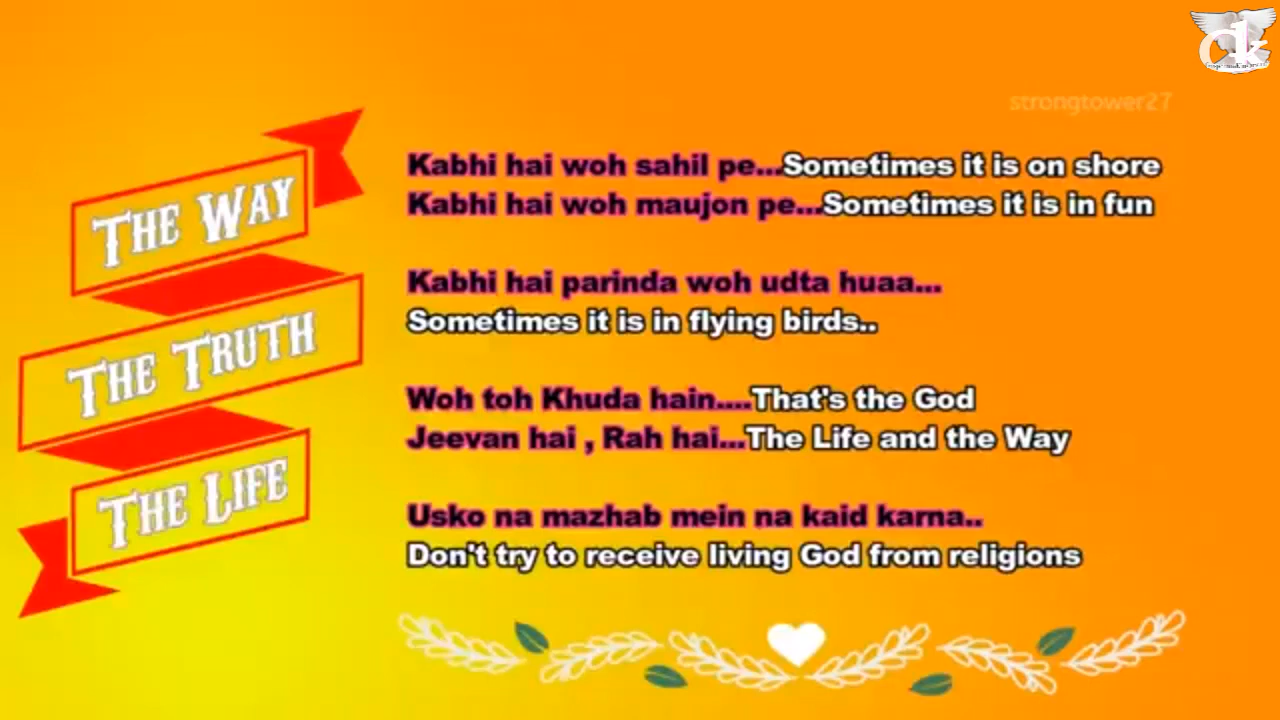 strongtower27
THE WAY
THE TRUTH
THE LIFE
Kabhi hai woh sahil pe...Sometimes it is on shore
Kabhi hai woh maujon pe...Sometimes it is in fun
Kabhi hai parinda woh udta huaa...
Sometimes it is in flying birds..
Woh toh Khuda hain....That's the God
Jeevan hai , Rah hai...The Life and the Way
Usko na mazhab mein na kaid karna..
Don't try to receive living God from religions